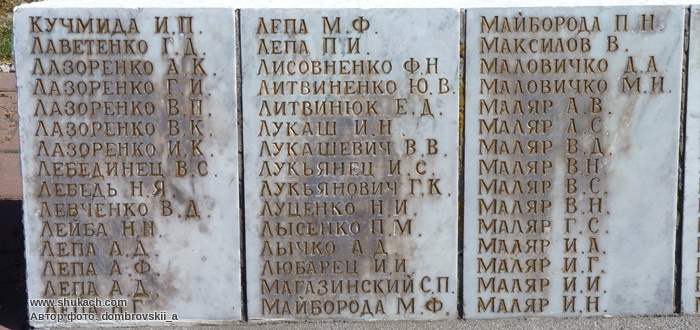 КУЧМИДА И.П.
ЛАВЕТЕНКО Г.Д.
ЛАЗОРЕНКО А.К.
ЛАЗОРЕНКО Г.И.
ЛАЗОРЕНКО В.Н.
ЛАЗОРЕНКО В.К.
ЛАЗОРЕНКО И.К.
ЛЕБЕДИНЕЦ В.С.
ЛЕБЕДЬ Н.Я.
ЛЕВЧЕНКО В.Д.
ЛЕЙБА Н.Н.
ЛЕПА А.Д.
ЛЕПА А.Ф.
ЛЕПА А.Д.
ЛЕПА П.Г.
ЛЕПА М.Ф.
ЛЕПА П.И.
ЛИСОВНЕНКО Ф.Н.
ЛИТВИНЕНКО Ю.В.
ЛИТВИНЮК Е.Д.
ЛУКАШ И.Н.
ЛУКАШЕВИЧ В.В.
ЛУКЬЯНЕЦ И.С.
ЛУКЬЯНОВИЧ Г.К.
ЛУЦЕНКО Н.И.
ЛЫСЕНКО П.М.
ЛЫЧКО А.Д.
ЛЮБАРЕЦ И.И.
МАГАЗИНСКИЙ С.П.
МАЙБОРОДА М.Ф.
МАЙБОРОДА П.Н.
МАКСИЛОВ В.
МАЛОВИЧКО Д.А.
МАЛОВИЧКО М.Н.
МАЛЯР А.В.
МАЛЯР А.С.
МАЛЯР В.Д.
МАЛЯР В.Н.
МАЛЯР В.С.
МАЛЯР В.Н.
МАЛЯР Г.С.
МАЛЯР И.А.
МАЛЯР И.Г.
МАЛЯР И.И.
МАЛЯР И.Н.
www.shukach.com
Автор фото: dombrovskii_a